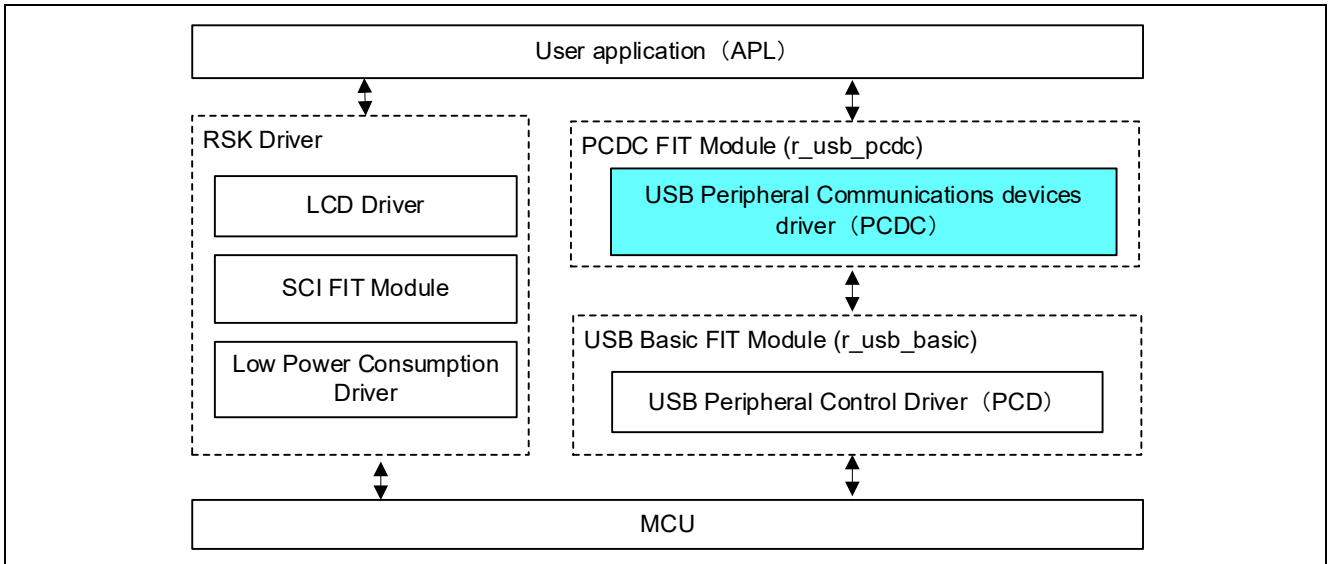 User application（APL）
RSK Driver
LCD Driver
SCI FIT Module
Low Power Consumption
Driver
PCDC FIT Module (r_usb_pcdc)
USB Peripheral Communications devices
driver（PCDC）
USB Basic FIT Module (r_usb_basic)
USB Peripheral Control Driver（PCD）
MCU